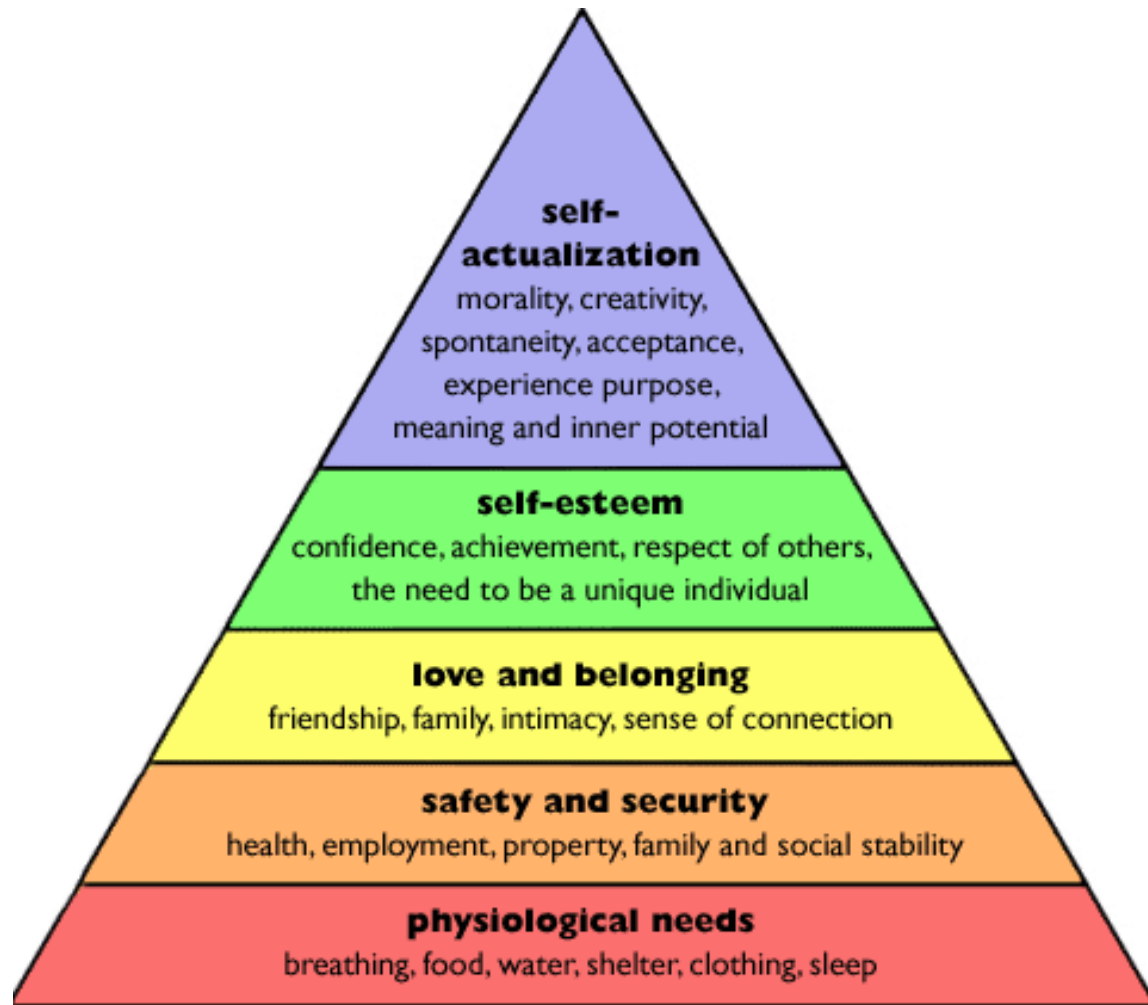 self-
actualization
morality, creativity,
spontaneity, acceptance,
experience purpose,
meaning and inner potential
self-esteem
confidence, achievement, respect of others,
the need to be a unique individual
love and belonging
friendship, family, intimacy, sense of connection
safety and security
health, employment, property, family and social stability
physiological needs
breathing, food, water, shelter, clothing, sleep